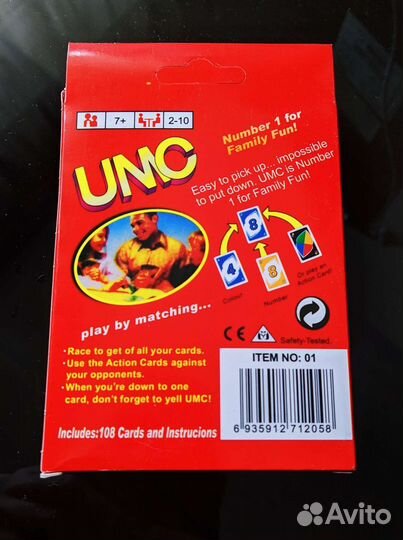 7+
2-10
Number 1 for
Family Fun!
UMC
Easy to pick up... impossible
to put down. UMC is Number
1 for Family Fun!
8
4
8
Colour
Number
Or play an
Action Card!
play by matching...
CE
Safety-Tested.
• Race to get of all your cards.
• Use the Action Cards against
your opponents.
• When you're down to one
card, don't forget to yell UMC!
Includes:108 Cards and Instrucions
ITEM NO: 01
6 935912 712058
Avito